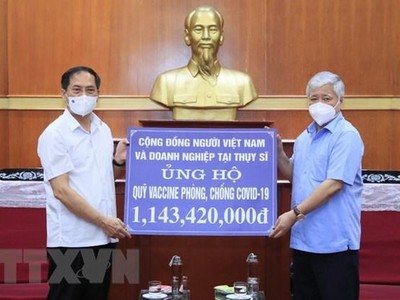 CỘNG ĐỒNG NGƯỜI VIỆT NAM
VÀ DOANH NGHIỆP TẠI THỤY SĨ
ỦNG HỘ
QUỸ VACCINE PHÒNG, CHỐNG COVID-19
1,143,420,000đ
TTXVN